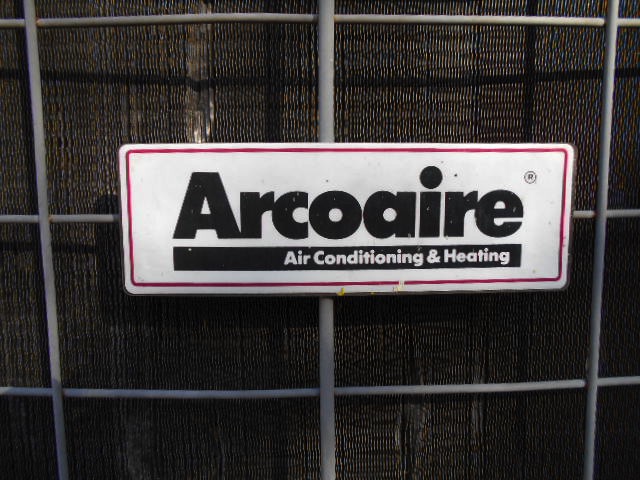 Arcoaire®
Air Conditioning & Heating